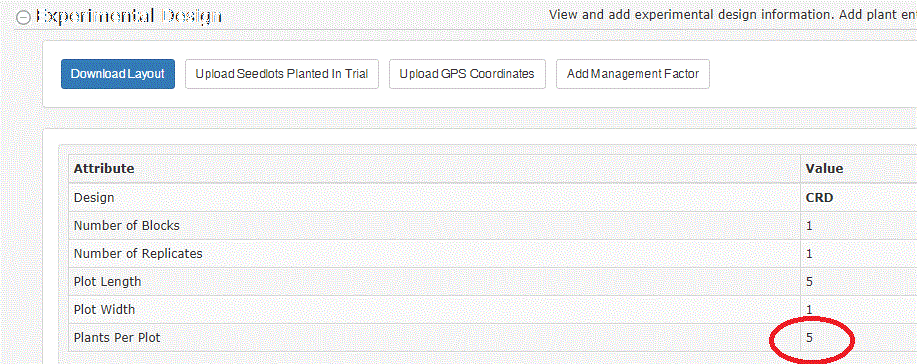 Experimental Design
View and add experimental design information. Add plant en
Download Layout Upload Seedlots Planted In Trial Upload GPS Coordinates Add Management Factor
Attribute Value
Design CRD
Number of Blocks 1
Number of Replicates 1
Plot Length 5
Plot Width 1
Plants Per Plot 5